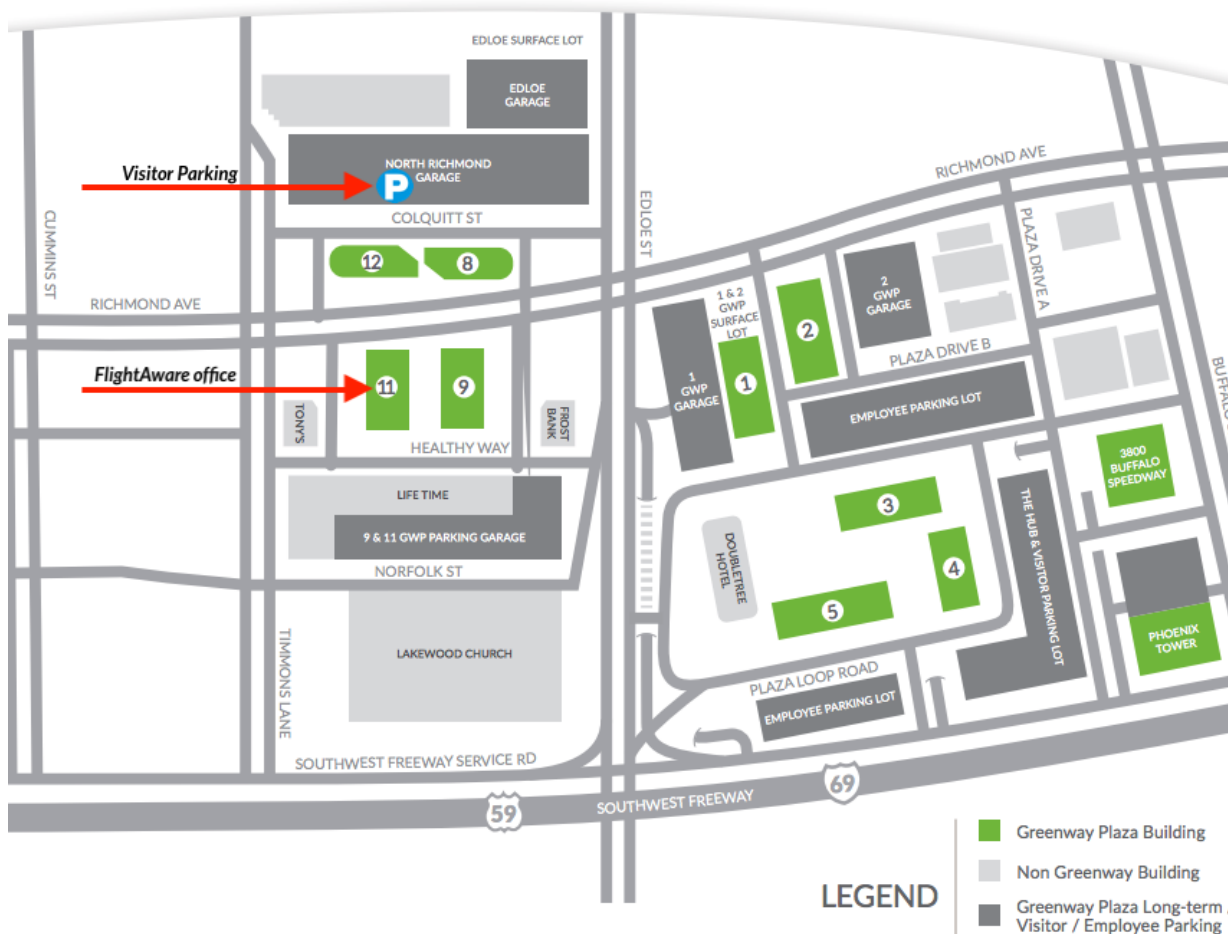 EDLOE SURFACE LOT
EDLOE
GARAGE
Visitor Parking
NORTH RICHMOND
GARAGE
P
COLQUITT ST
RICHMOND AVE
CUMMINS ST
EDLOE ST
PLAZA DRIVE A
12
8
RICHMOND AVE
1 & 2
GWP
SURFACE
LOT
2
GWP
GARAGE
2
PLAZA DRIVE B
FlightAware office
11
9
1
GWP
GARAGE
1
EMPLOYEE PARKING LOT
BUFFALO
TONY'S
FROST
BANK
HEALTHY WAY
3800
BUFFALO
SPEEDWAY
LIFE TIME
9 & 11 GWP PARKING GARAGE
3
THE HUB & VISITOR PARKING LOT
DOUBLETREE
HOTEL
4
NORFOLK ST
5
PHOENIX
TOWER
TIMMONS LANE
LAKEWOOD CHURCH
PLAZA LOOP ROAD
EMPLOYEE PARKING LOT
SOUTHWEST FREEWAY SERVICE RD
59
SOUTHWEST FREEWAY
69
LEGEND
Greenway Plaza Building
Non Greenway Building
Greenway Plaza Long-term
Visitor / Employee Parking